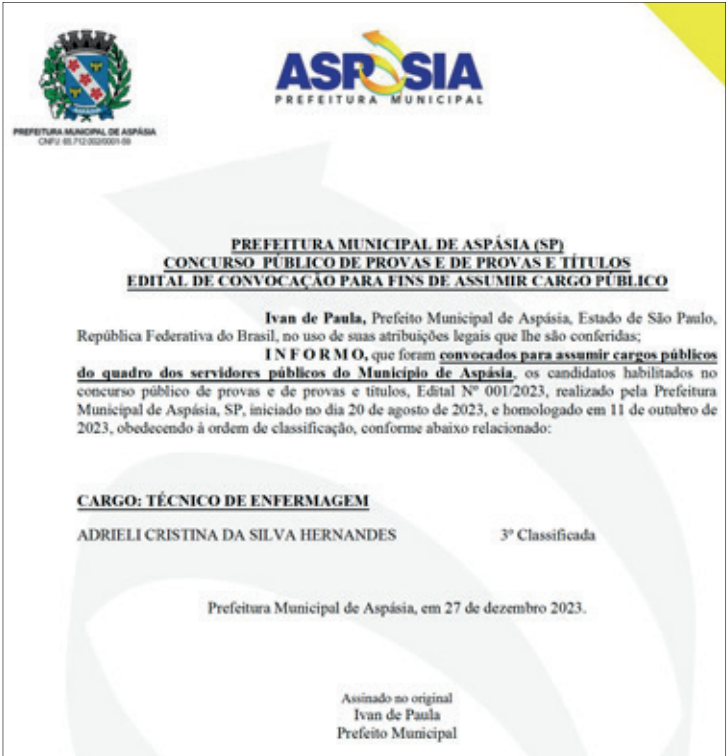 ASPÁSIA
PREFEITURA MUNICIPAL
PREFEITURA MUNICIPAL DE ASPÁSIA
CNPJ: 65.712.002/0001-59
PREFEITURA MUNICIPAL DE ASPÁSIA (SP)
CONCURSO PÚBLICO DE PROVAS E DE PROVAS E TÍTULOS
EDITAL DE CONVOCAÇÃO PARA FINS DE ASSUMIR CARGO PÚBLICO
Ivan de Paula, Prefeito Municipal de Aspásia, Estado de São Paulo,
República Federativa do Brasil, no uso de suas atribuições legais que lhe são conferidas;
I N F O R M O, que foram convocados para assumir cargos públicos
do quadro dos servidores públicos do Município de Aspásia, os candidatos habilitados no
concurso público de provas e de provas e títulos, Edital Nº 001/2023, realizado pela Prefeitura
Municipal de Aspásia, SP, iniciado no dia 20 de agosto de 2023, e homologado em 11 de outubro de
2023, obedecendo à ordem de classificação, conforme abaixo relacionado:
CARGO: TÉCNICO DE ENFERMAGEM
ADRIELI CRISTINA DA SILVA HERNANDES 3ª Classificada
Prefeitura Municipal de Aspásia, em 27 de dezembro 2023.
Assinado no original
Ivan de Paula
Prefeito Municipal